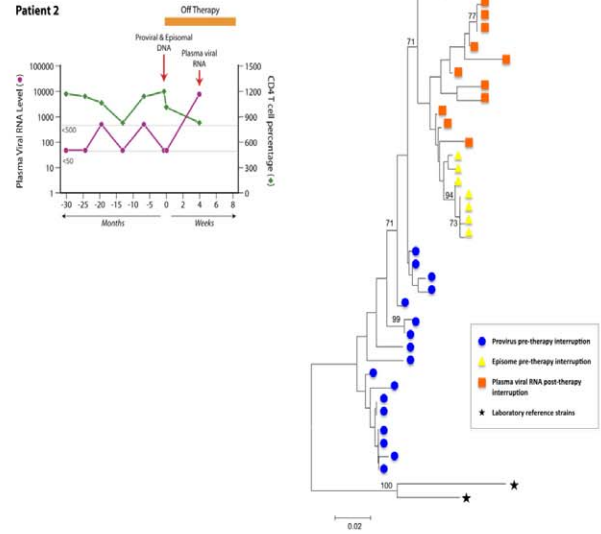 Patient 2
Off Therapy
Proviral & Episomal
DNA
Plasma viral
RNA
Plasma Viral RNA Level (●)
100000
10000
1000
100
10
1
<500
<50
1500
1200
900
600
300
0
CD4 T cell percentage (♦)
-30 -25 -20 -15 -10 -5 0 2 4 6 8
Months
Weeks
77
71
94
73
71
99
100
0.02
Provirus pre-therapy interruption
Episome pre-therapy interruption
Plasma viral RNA post-therapy
interruption
Laboratory reference strains